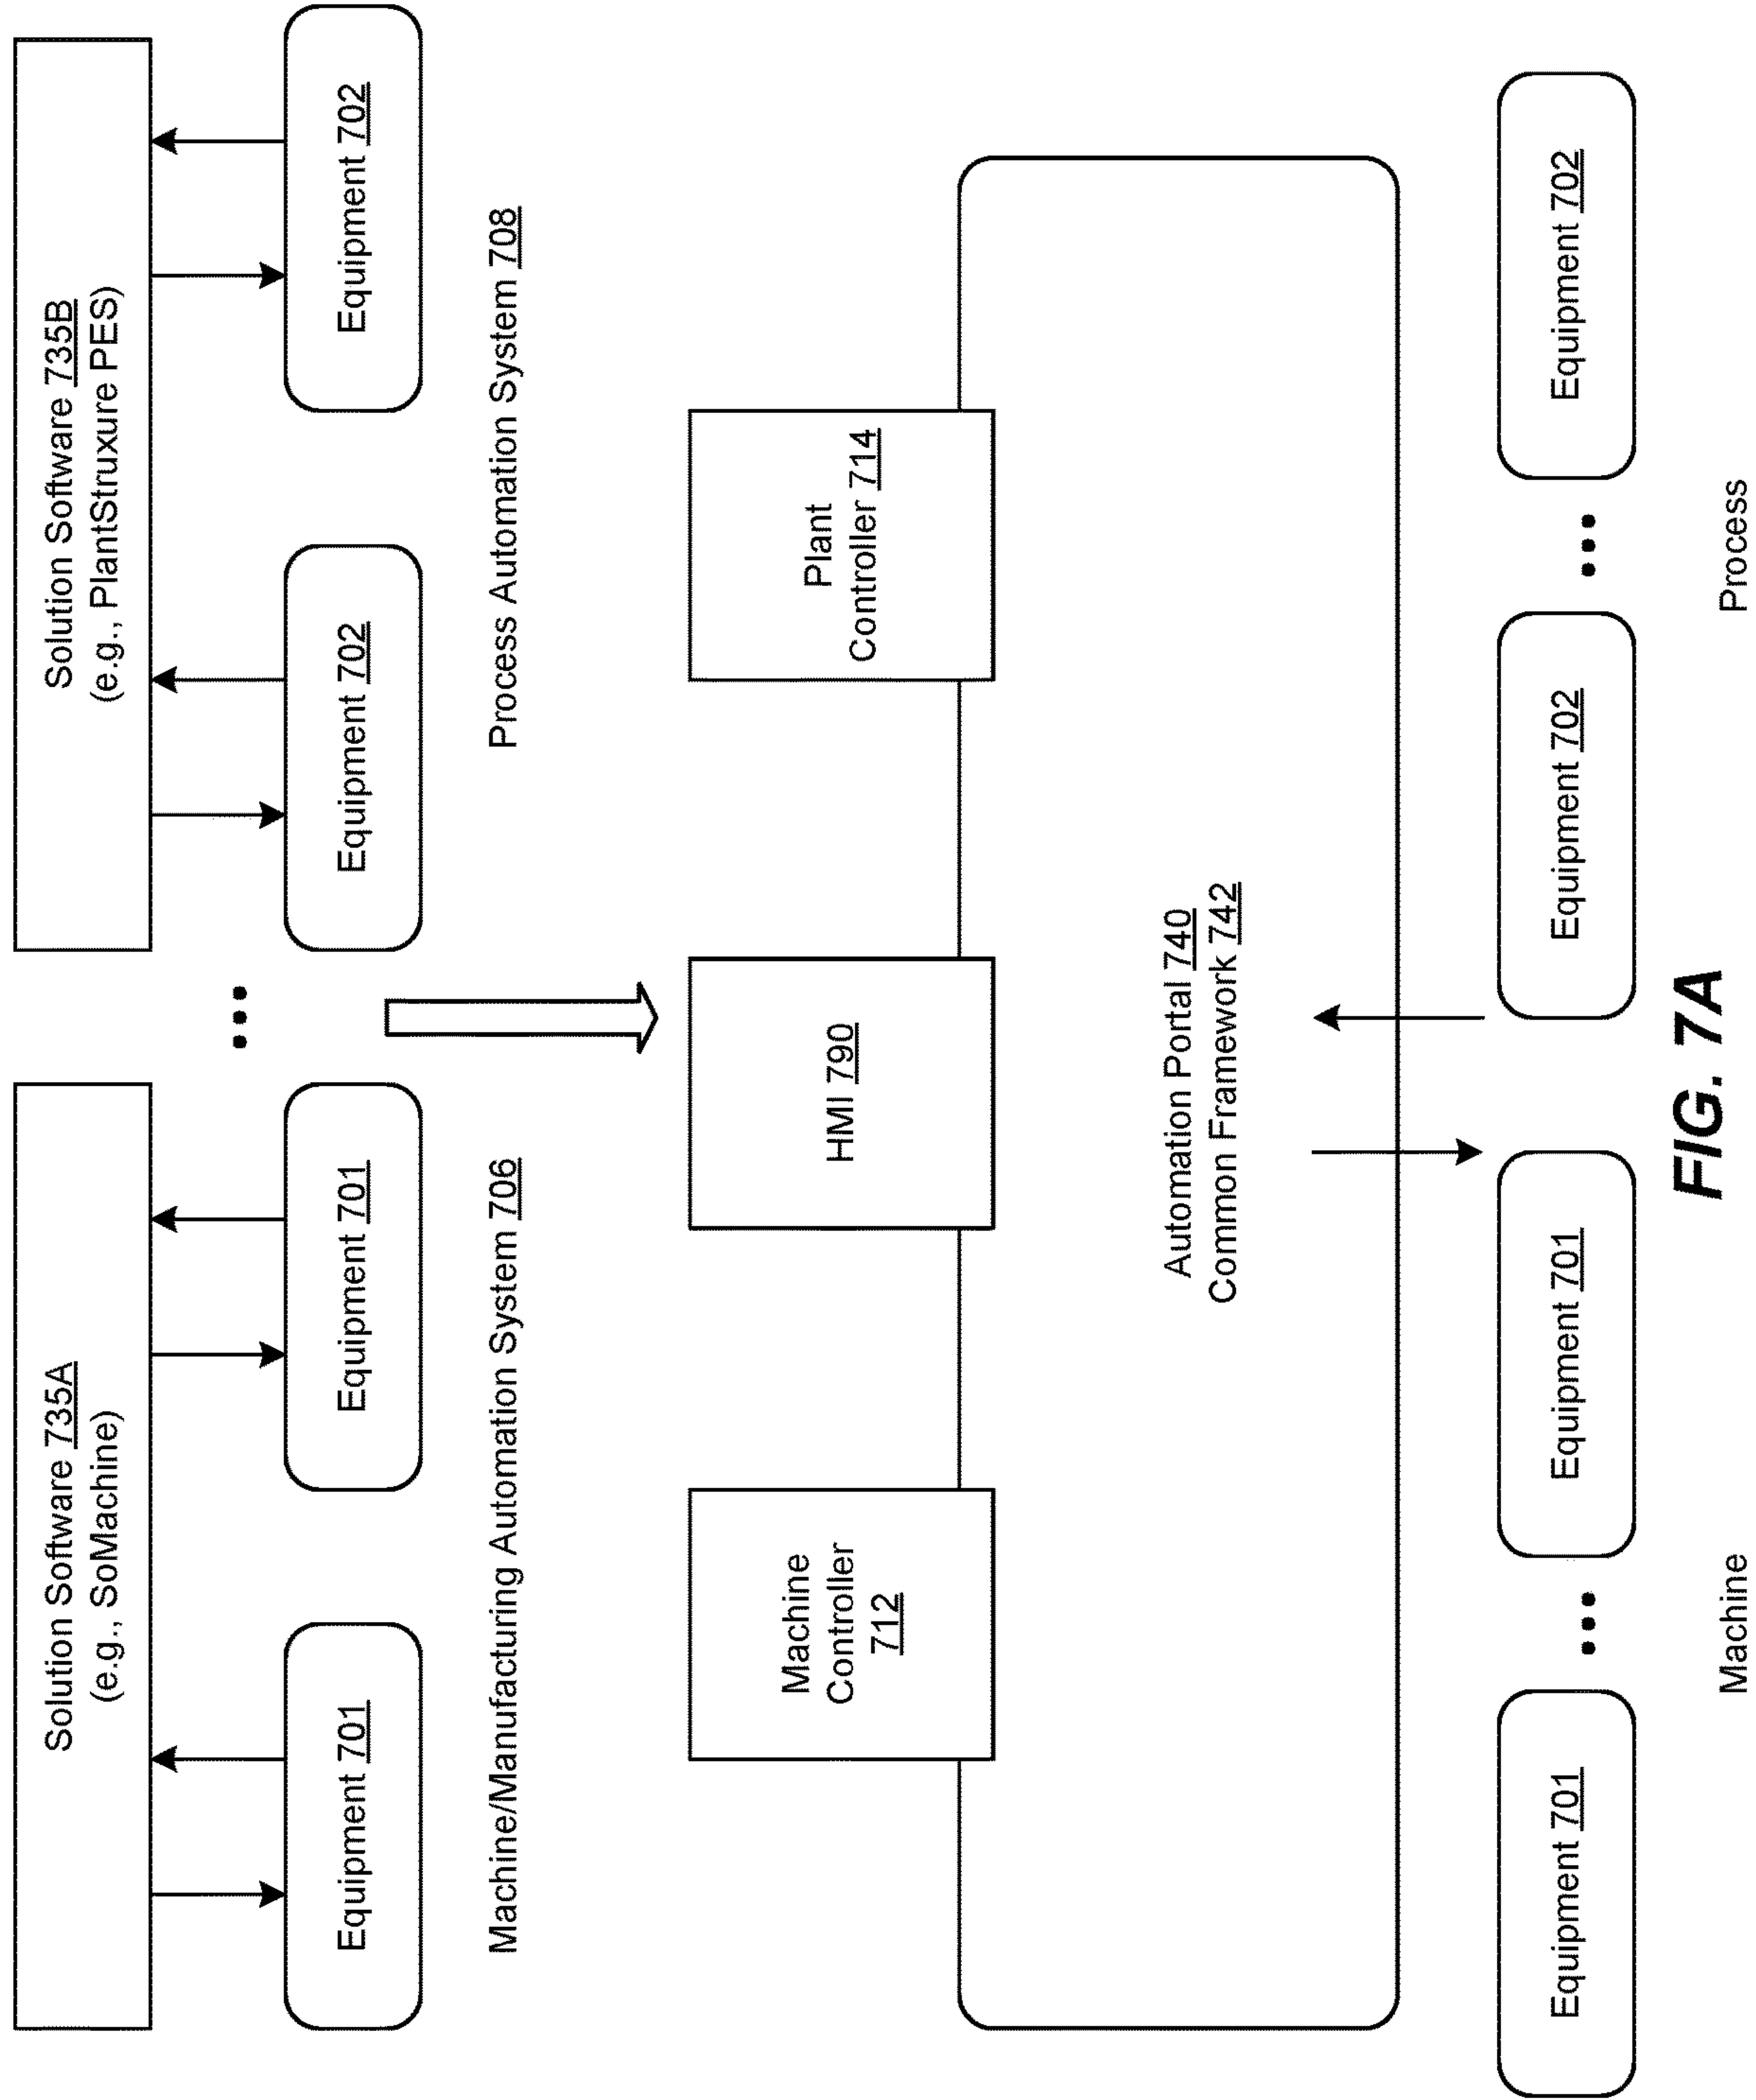 Solution Software 735A
(e.g., SoMachine)
Solution Software 735B
(e.g., PlantStruxure PES)
Equipment 701
Equipment 701
Equipment 702
Equipment 702
Machine/Manufacturing Automation System 706
Process Automation System 708
Machine
Controller
712
HMI 790
Plant
Controller 714
Automation Portal 740
Common Framework 742
Equipment 701
Equipment 701
Equipment 702
Equipment 702
Machine
Process
FIG. 7A